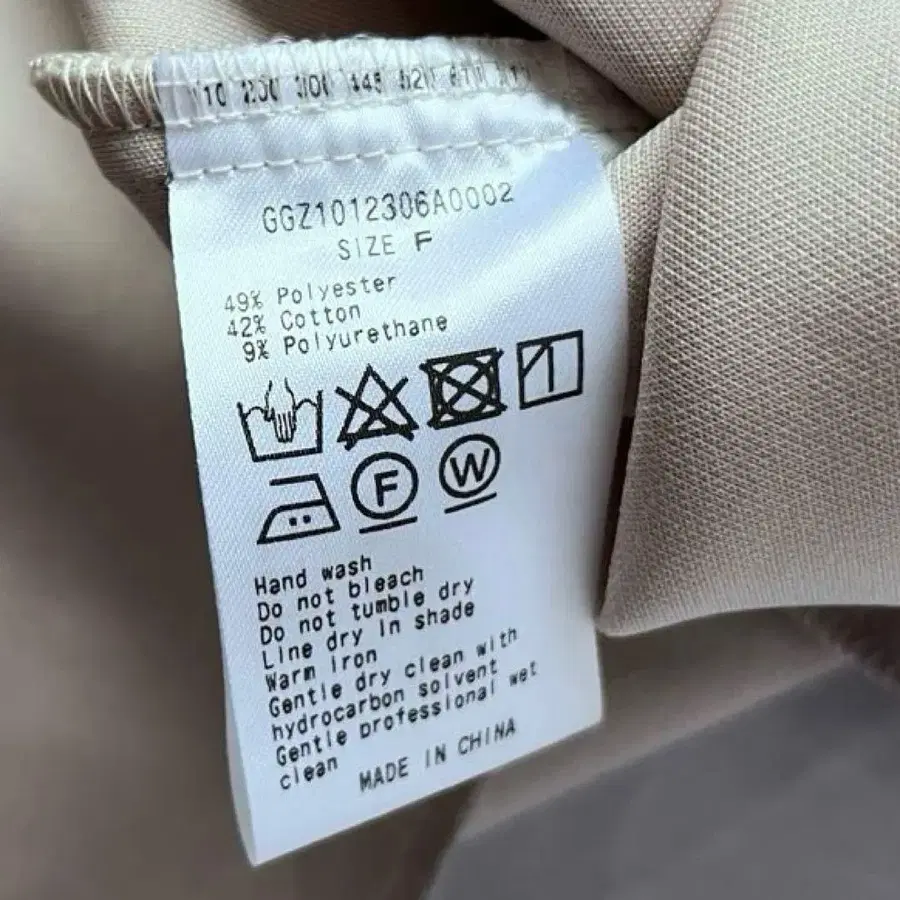 GGZ1012306A0002
SIZE F
49% Polyester
42% Cotton
9% Polyurethane
F W
Hand wash
Do not bleach
Do not tumble dry
Line dry in shade
Warm iron
Gentle dry clean with
hydrocarbon solvent
Gentle professional wet
clean
MADE IN CHINA